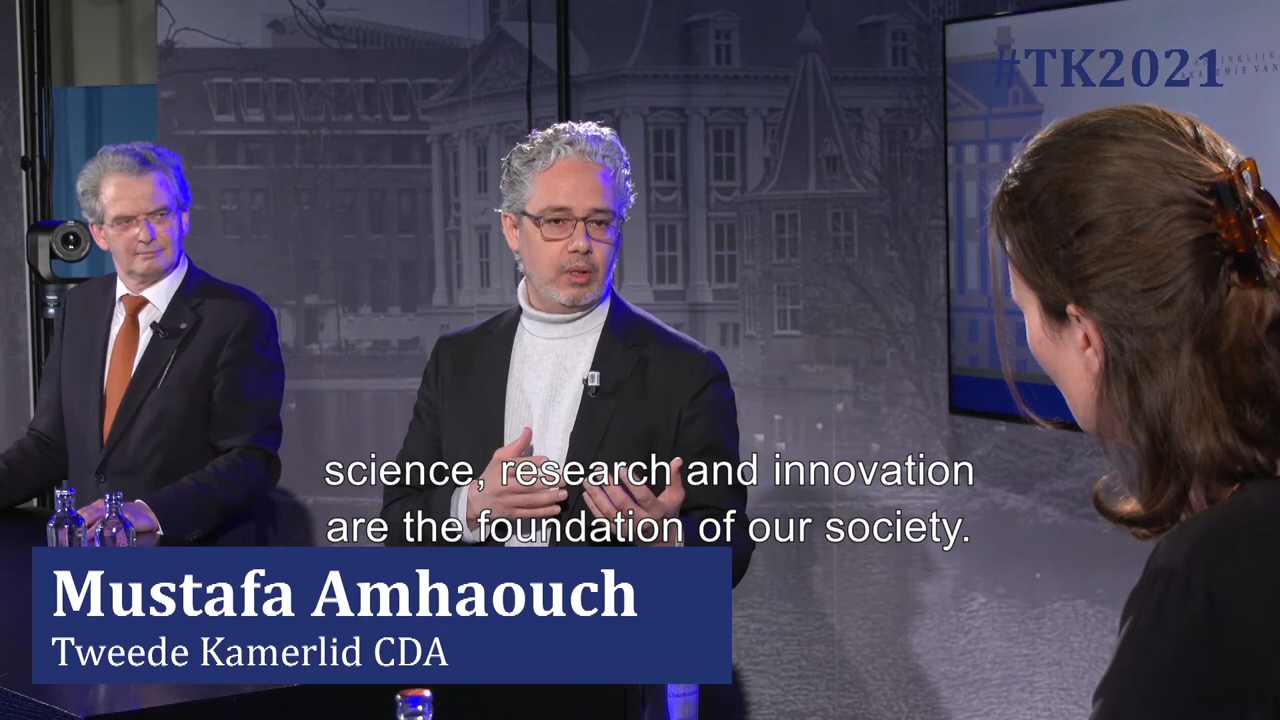 #TK2021
science, research and innovation
are the foundation of our society.
Mustafa Amhaouch
Tweede Kamerlid CDA